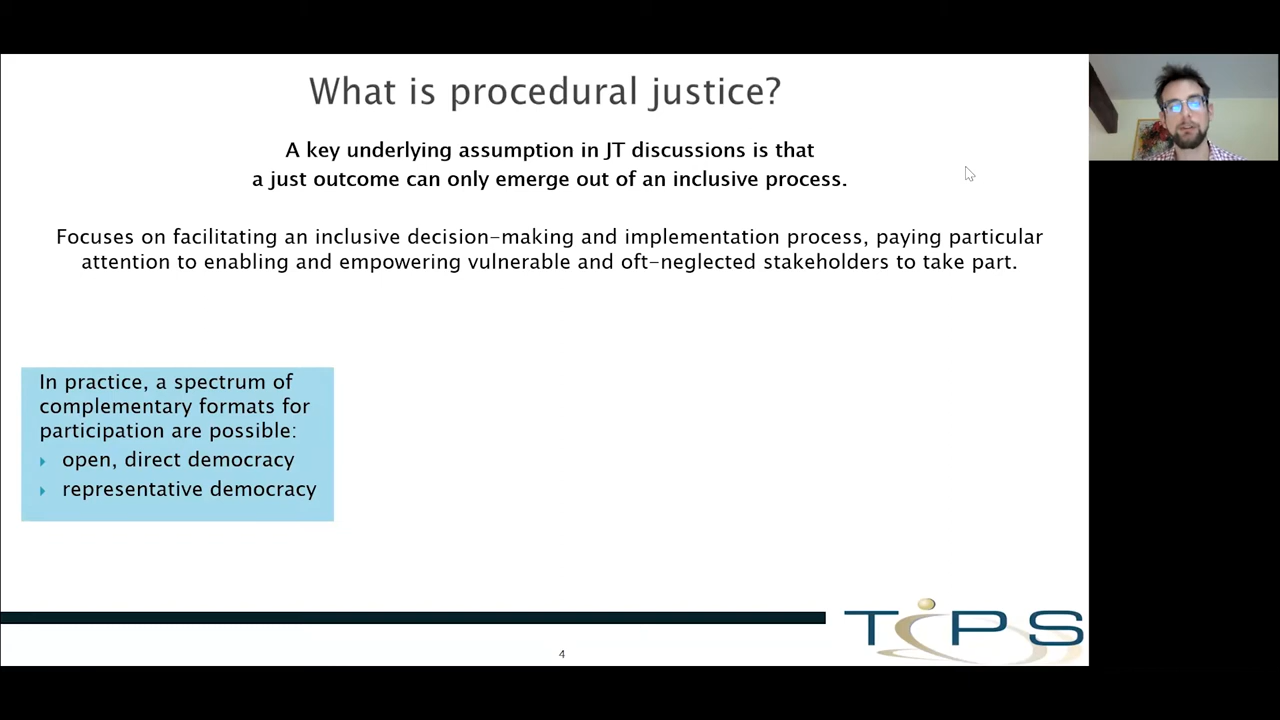 What is procedural justice?
A key underlying assumption in JT discussions is that
a just outcome can only emerge out of an inclusive process.
Focuses on facilitating an inclusive decision-making and implementation process, paying particular
attention to enabling and empowering vulnerable and oft-neglected stakeholders to take part.
In practice, a spectrum of
complementary formats for
participation are possible:
open, direct democracy
representative democracy
TiPS
4